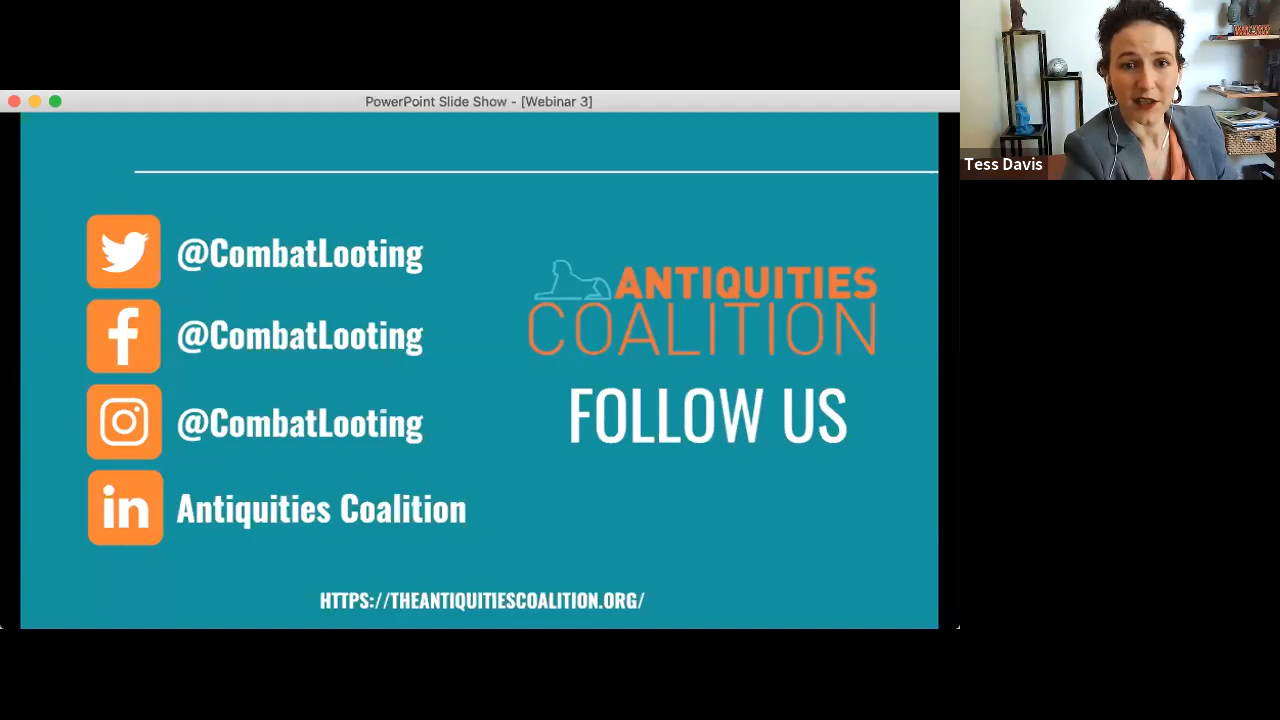 PowerPoint Slide Show - [Webinar 3]
Tess Davis
@CombatLooting
@CombatLooting
@CombatLooting
in Antiquities Coalition
ANTIQUITIES
COALITION
FOLLOW US
HTTPS://THEANTIQUITIESCOALITION.ORG/